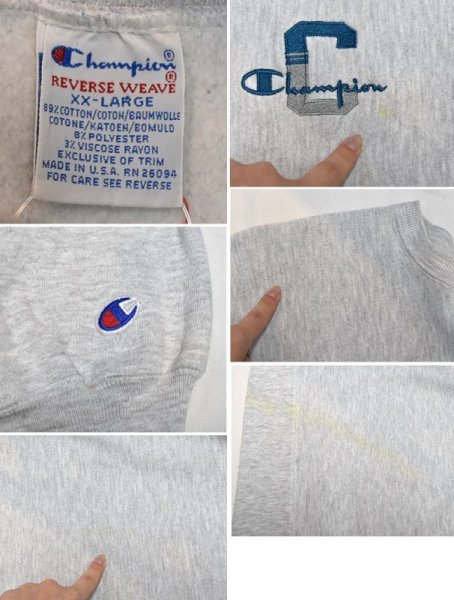 Champion®
REVERSE WEAVE®
XX-LARGE
89% COTTON/COTON/BAUMWOLLE
COTONE/KATOEN/BOMULD
8% POLYESTER
3% VISCOSE RAYON
EXCLUSIVE OF TRIM
MADE IN U.S.A. RN 26094
FOR CARE SEE REVERSE
C
Champion